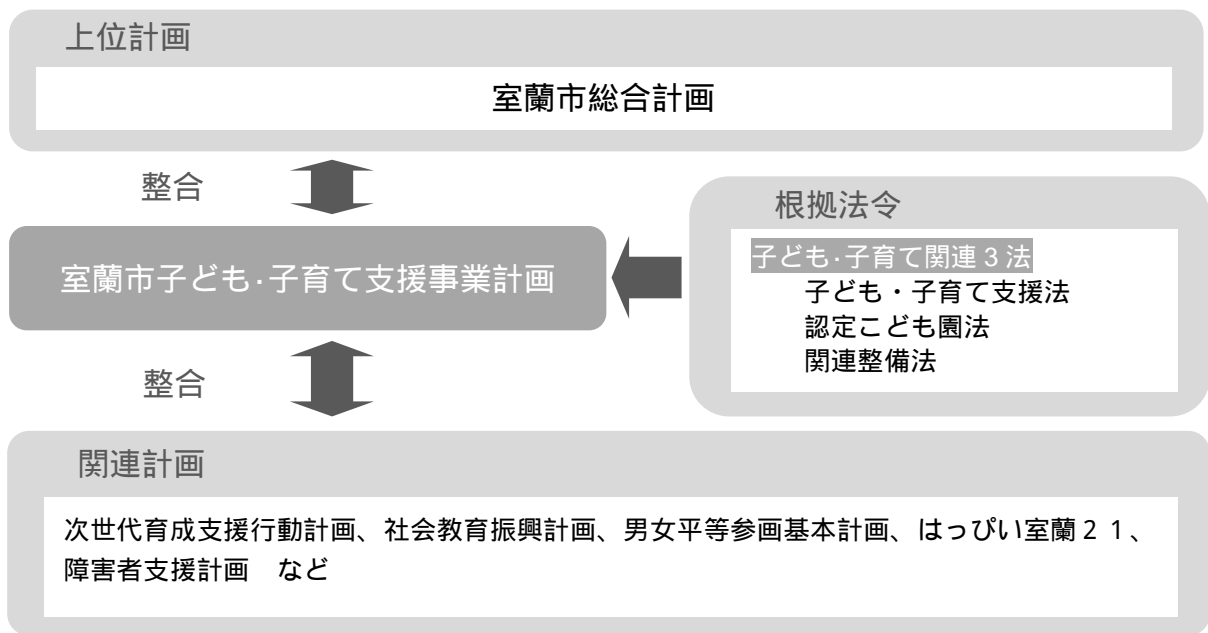 上位計画
室蘭市総合計画
整合
根拠法令
子ども･子育て関連３法
子ども・子育て支援法
認定こども園法
関連整備法
室蘭市子ども･子育て支援事業計画
整合
関連計画
次世代育成支援行動計画、社会教育振興計画、男女平等参画基本計画、はっぴい室蘭２１、
障害者支援計画　など